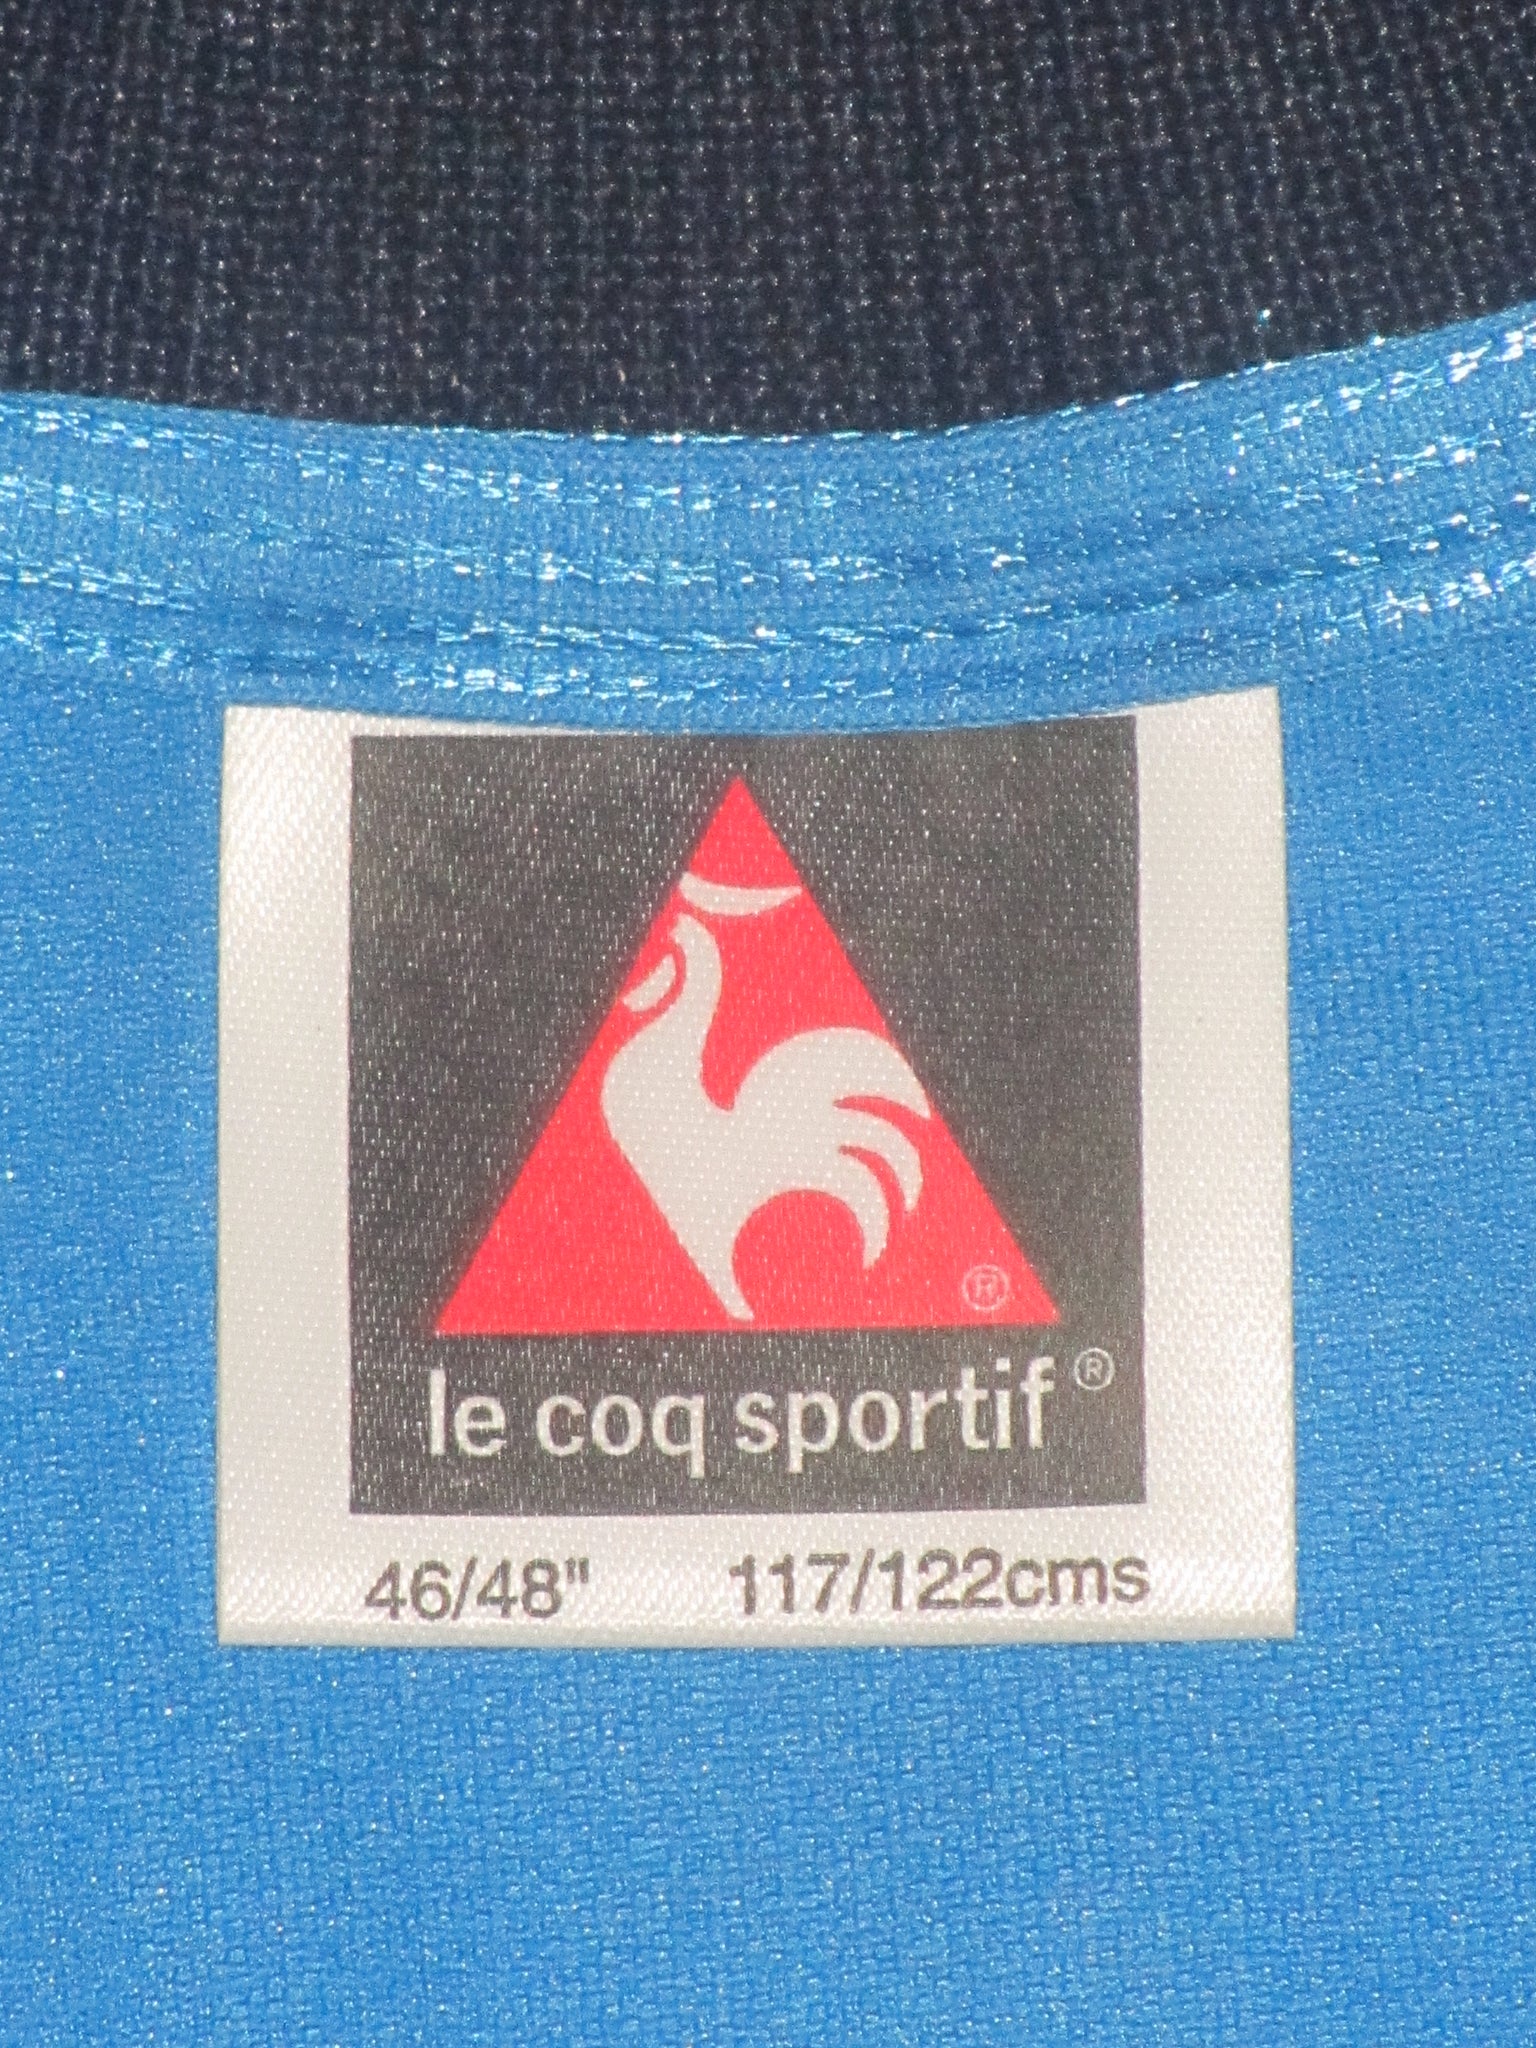 ®
le coq sportif ®
46/48" 117/122cms